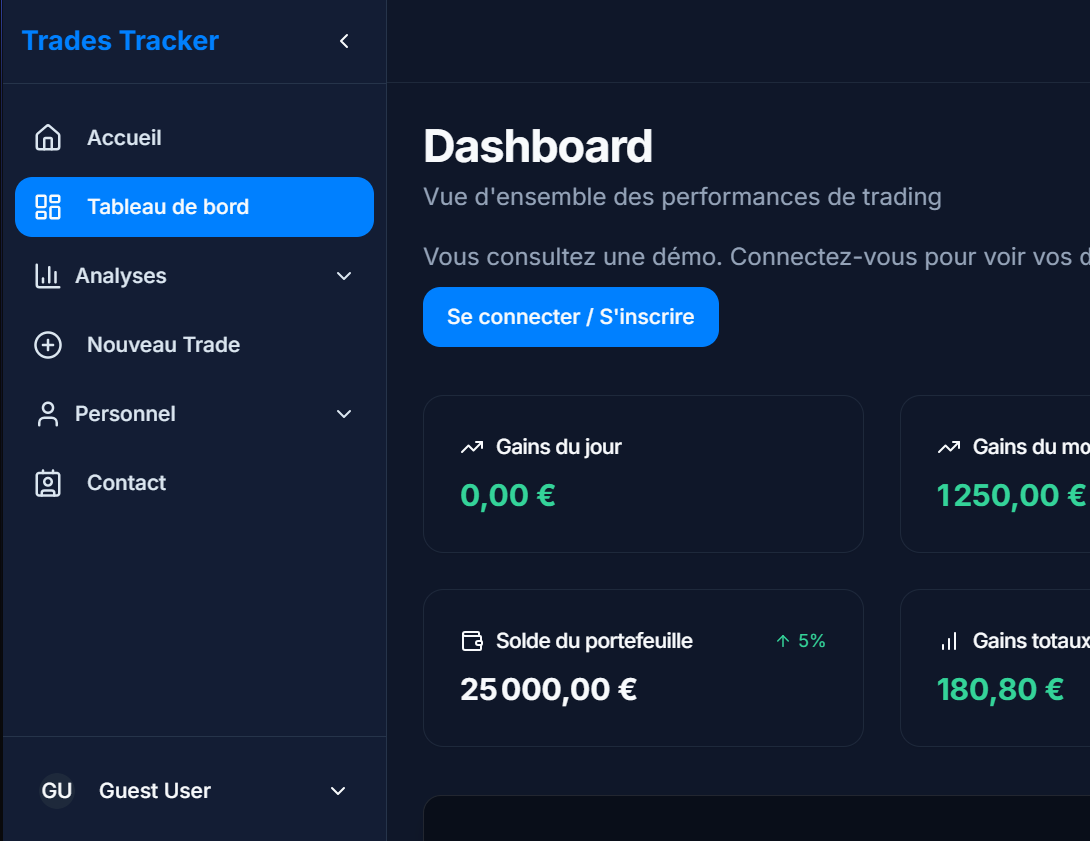 Trades Tracker
Accueil
Tableau de bord
Analyses
Nouveau Trade
Personnel
Contact
GU Guest User
Dashboard
Vue d'ensemble des performances de trading
Vous consultez une démo. Connectez-vous pour voir vos
Se connecter / S'inscrire
Gains du jour
0,00 €
Gains du
1 250,00 €
Solde du portefeuille
↑ 5%
25 000,00 €
Gains totaux
180,80 €